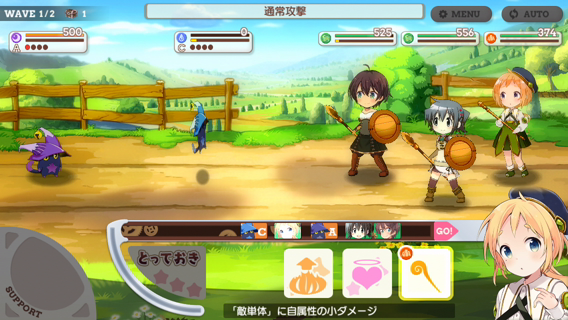 WAVE 1/2 1
通常攻撃
MENU
AUTO
500
A
0
C
525
556
374
C A GO!
とっておき
SUPPORT
「敵単体」に自属性の小ダメージ